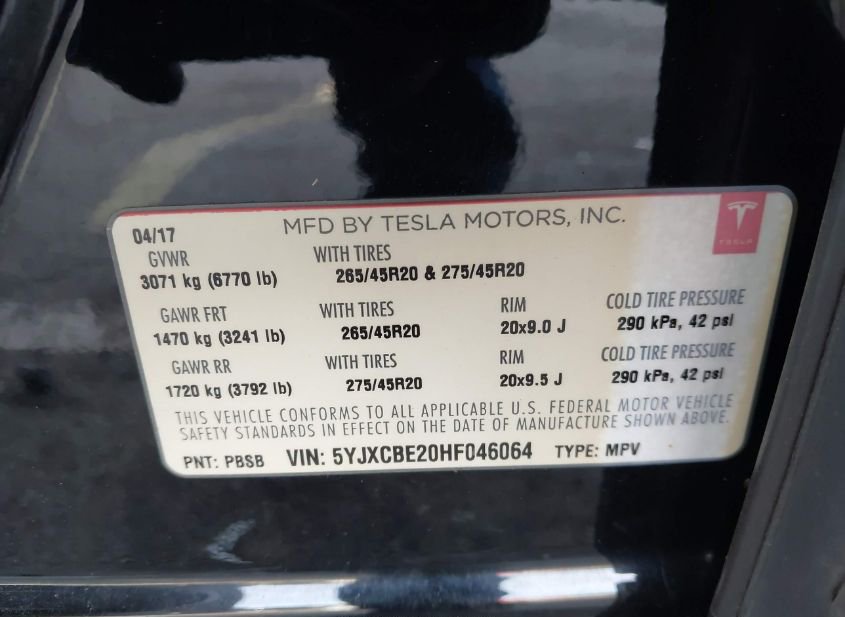 MFD BY TESLA MOTORS, INC.
TESLA
04/17
GVWR WITH TIRES
3071 kg (6770 lb) 265/45R20 & 275/45R20
GAWR FRT WITH TIRES RIM COLD TIRE PRESSURE
1470 kg (3241 lb) 265/45R20 20x9.0 J 290 kPa, 42 psi
GAWR RR WITH TIRES RIM COLD TIRE PRESSURE
1720 kg (3792 lb) 275/45R20 20x9.5 J 290 kPa, 42 psi
THIS VEHICLE CONFORMS TO ALL APPLICABLE U.S. FEDERAL MOTOR VEHICLE
SAFETY STANDARDS IN EFFECT ON THE DATE OF MANUFACTURE SHOWN ABOVE.
PNT: PBSB VIN: 5YJXCBE20HF046064 TYPE: MPV